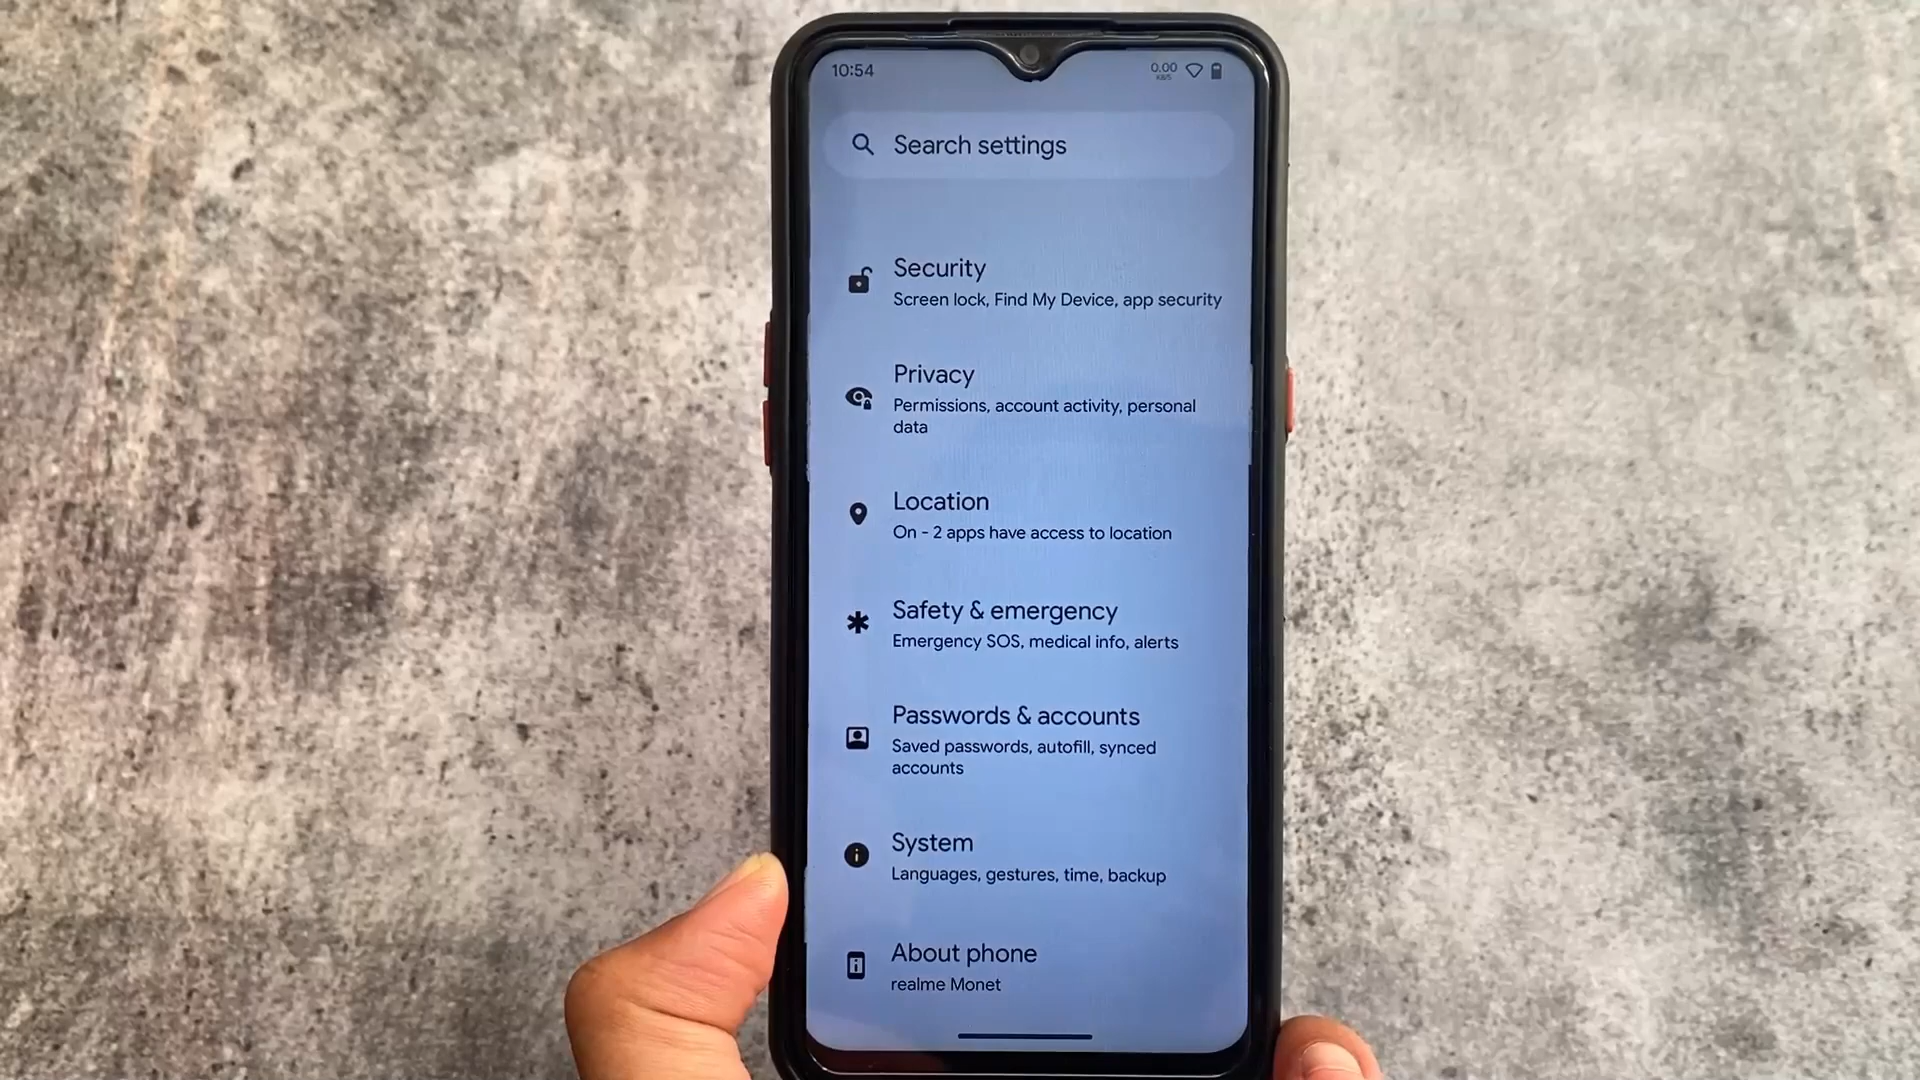 10:54
0.00
KB/S
Search settings
Security
Screen lock, Find My Device, app security
Privacy
Permissions, account activity, personal
data
Location
On - 2 apps have access to location
Safety & emergency
Emergency SOS, medical info, alerts
Passwords & accounts
Saved passwords, autofill, synced
accounts
System
Languages, gestures, time, backup
About phone
realme Monet